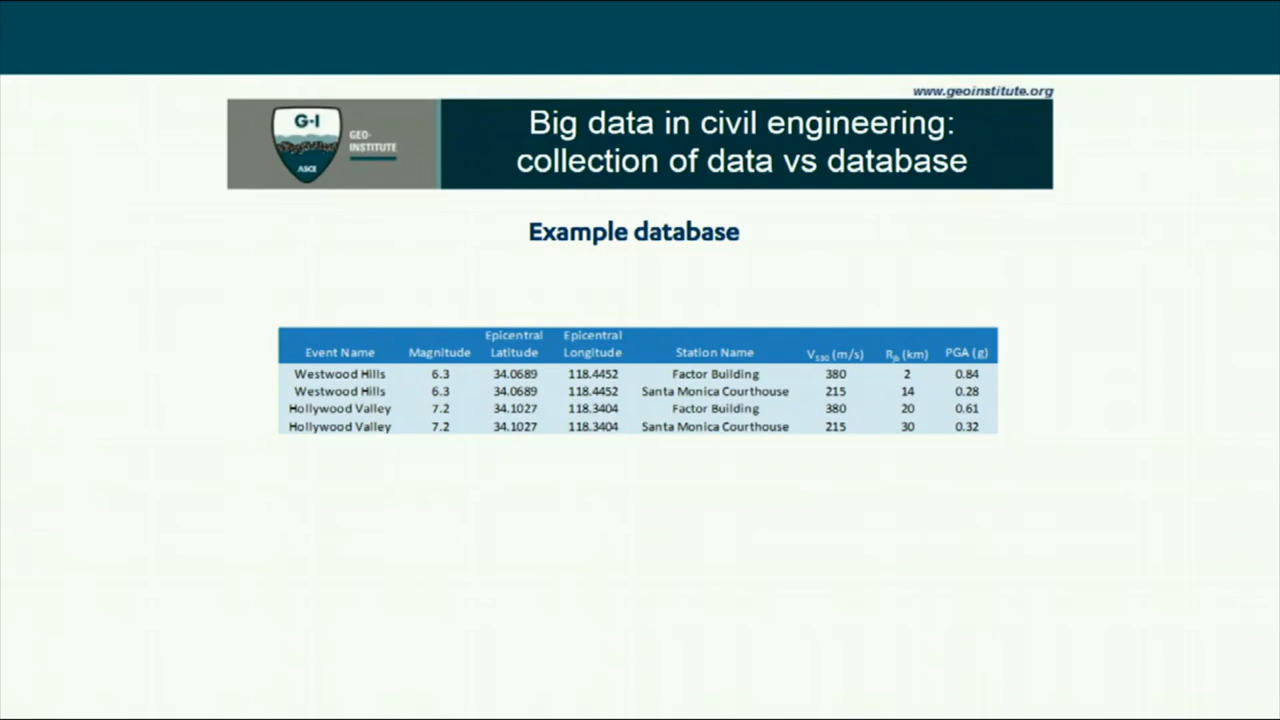 www.geoinstitute.org
G-I
GEO-
INSTITUTE
ASCE
Big data in civil engineering:
collection of data vs database
Example database
Event Name Magnitude Epicentral Latitude Epicentral Longitude Station Name VS30 (m/s) Rjb (km) PGA (g)
Westwood Hills 6.3 34.0689 118.4452 Factor Building 380 2 0.84
Westwood Hills 6.3 34.0689 118.4452 Santa Monica Courthouse 215 14 0.28
Hollywood Valley 7.2 34.1027 118.3404 Factor Building 380 20 0.61
Hollywood Valley 7.2 34.1027 118.3404 Santa Monica Courthouse 215 30 0.32